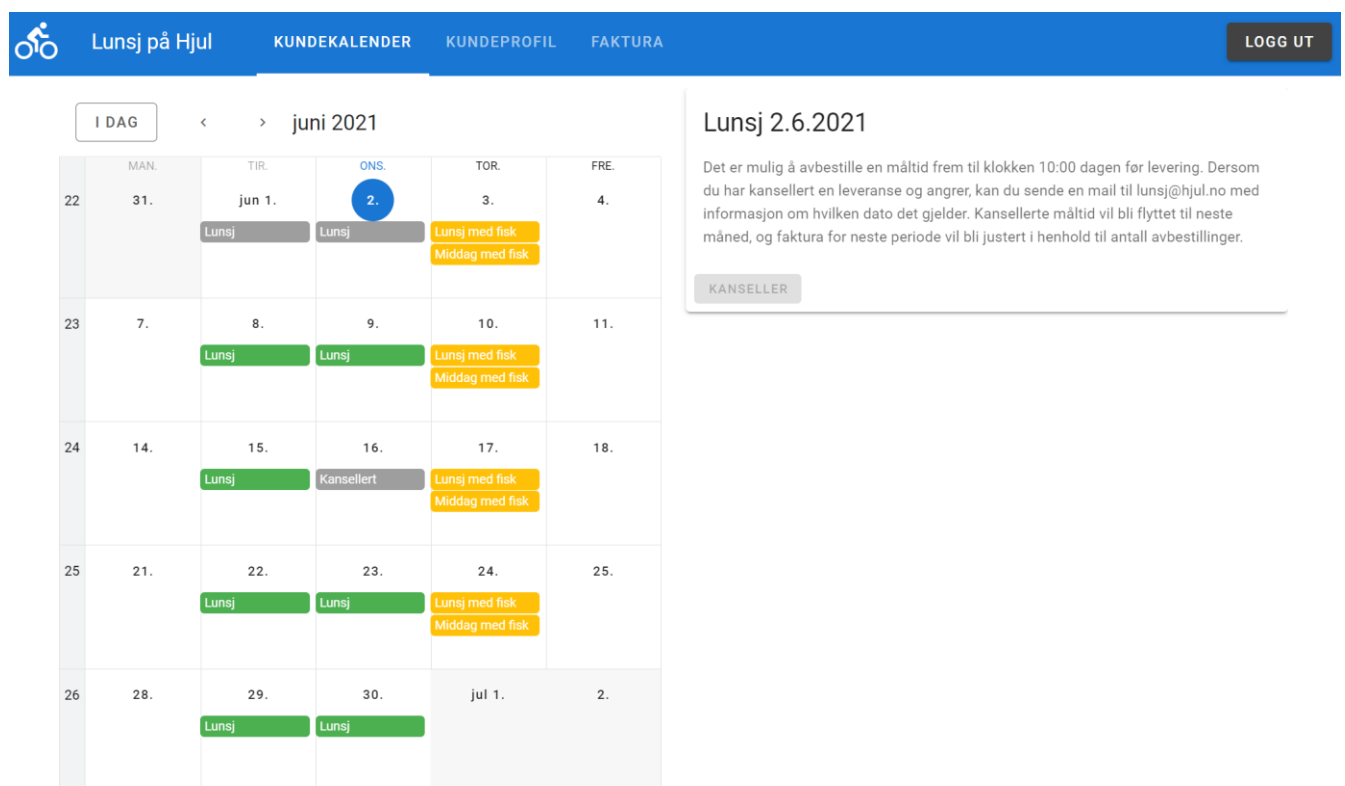 Lunsj på Hjul KUNDEKALENDER KUNDEPROFIL FAKTURA LOGG UT
I DAG < > juni 2021
MAN. TIR. ONS. TOR. FRE.
22 31. jun 1. 2. 3. 4.
Lunsj Lunsj Lunsj med fisk
Middag med fisk
23 7. 8. 9. 10. 11.
Lunsj Lunsj Lunsj med fisk
Middag med fisk
24 14. 15. 16. 17. 18.
Lunsj Kansellert Lunsj med fisk
Middag med fisk
25 21. 22. 23. 24. 25.
Lunsj Lunsj Lunsj med fisk
Middag med fisk
26 28. 29. 30. jul 1. 2.
Lunsj Lunsj
Lunsj 2.6.2021
Det er mulig å avbestille en måltid frem til klokken 10:00 dagen før levering. Dersom
du har kansellert en leveranse og angrer, kan du sende en mail til lunsj@hjul.no med
informasjon om hvilken dato det gjelder. Kansellerte måltid vil bli flyttet til neste
måned, og faktura for neste periode vil bli justert i henhold til antall avbestillinger.
KANSELLER